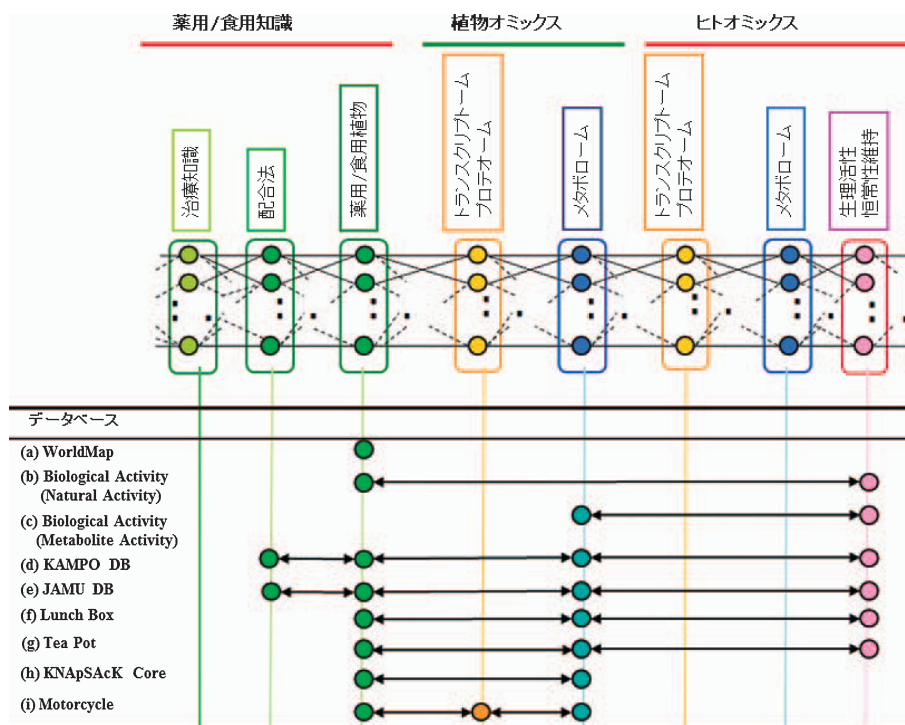 薬用/食用知識
植物オミックス
ヒトオミックス
治療知識
配合法
薬用/食用植物
トランスクリプトーム
プロテオーム
メタボローム
トランスクリプトーム
プロテオーム
メタボローム
生理活性
恒常性維持
データベース
(a) WorldMap
(b) Biological Activity
(Natural Activity)
(c) Biological Activity
(Metabolite Activity)
(d) KAMPO DB
(e) JAMU DB
(f) Lunch Box
(g) Tea Pot
(h) KNApSAcK Core
(i) Motorcycle